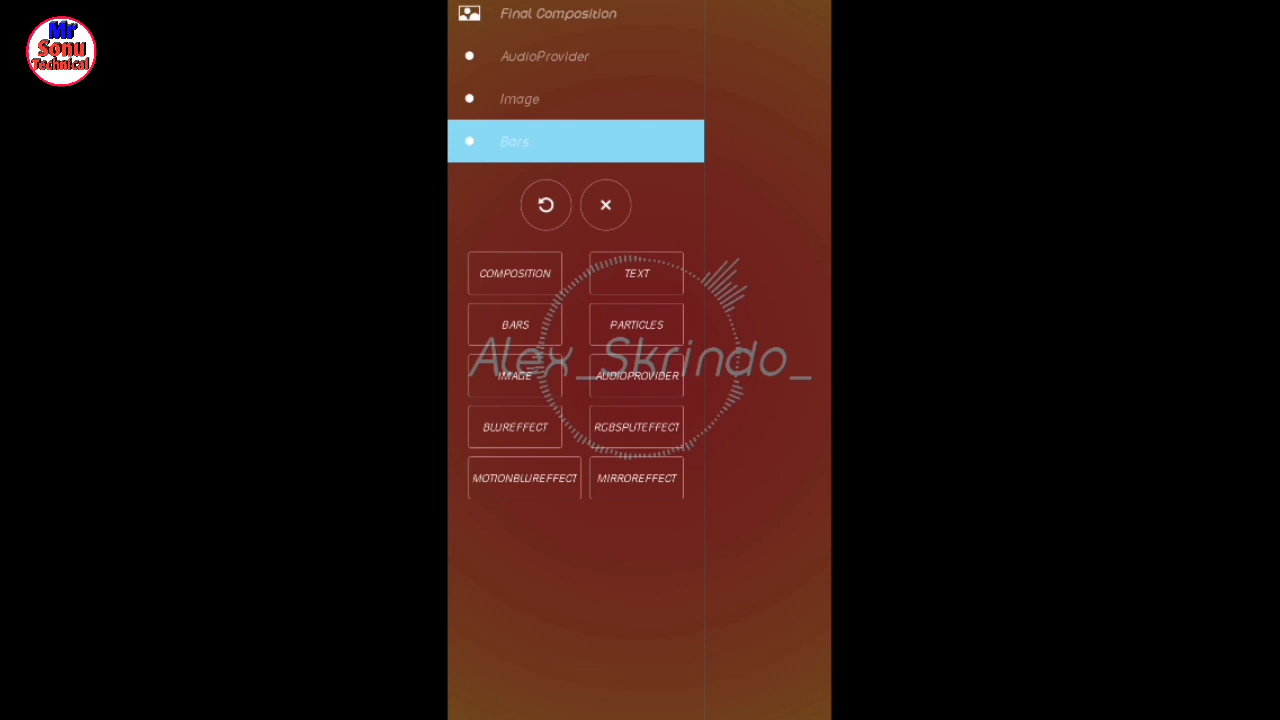 Mr
Sonu
Technical
Final Composition
AudioProvider
Image
Bars
COMPOSITION
TEXT
BARS
PARTICLES
Alex_Skrindo_
IMAGE
AUDIOPROVIDER
BLUREFFECT
RGBSPLITEFFECT
MOTIONBLUREFFECT
MIRROREFFECT